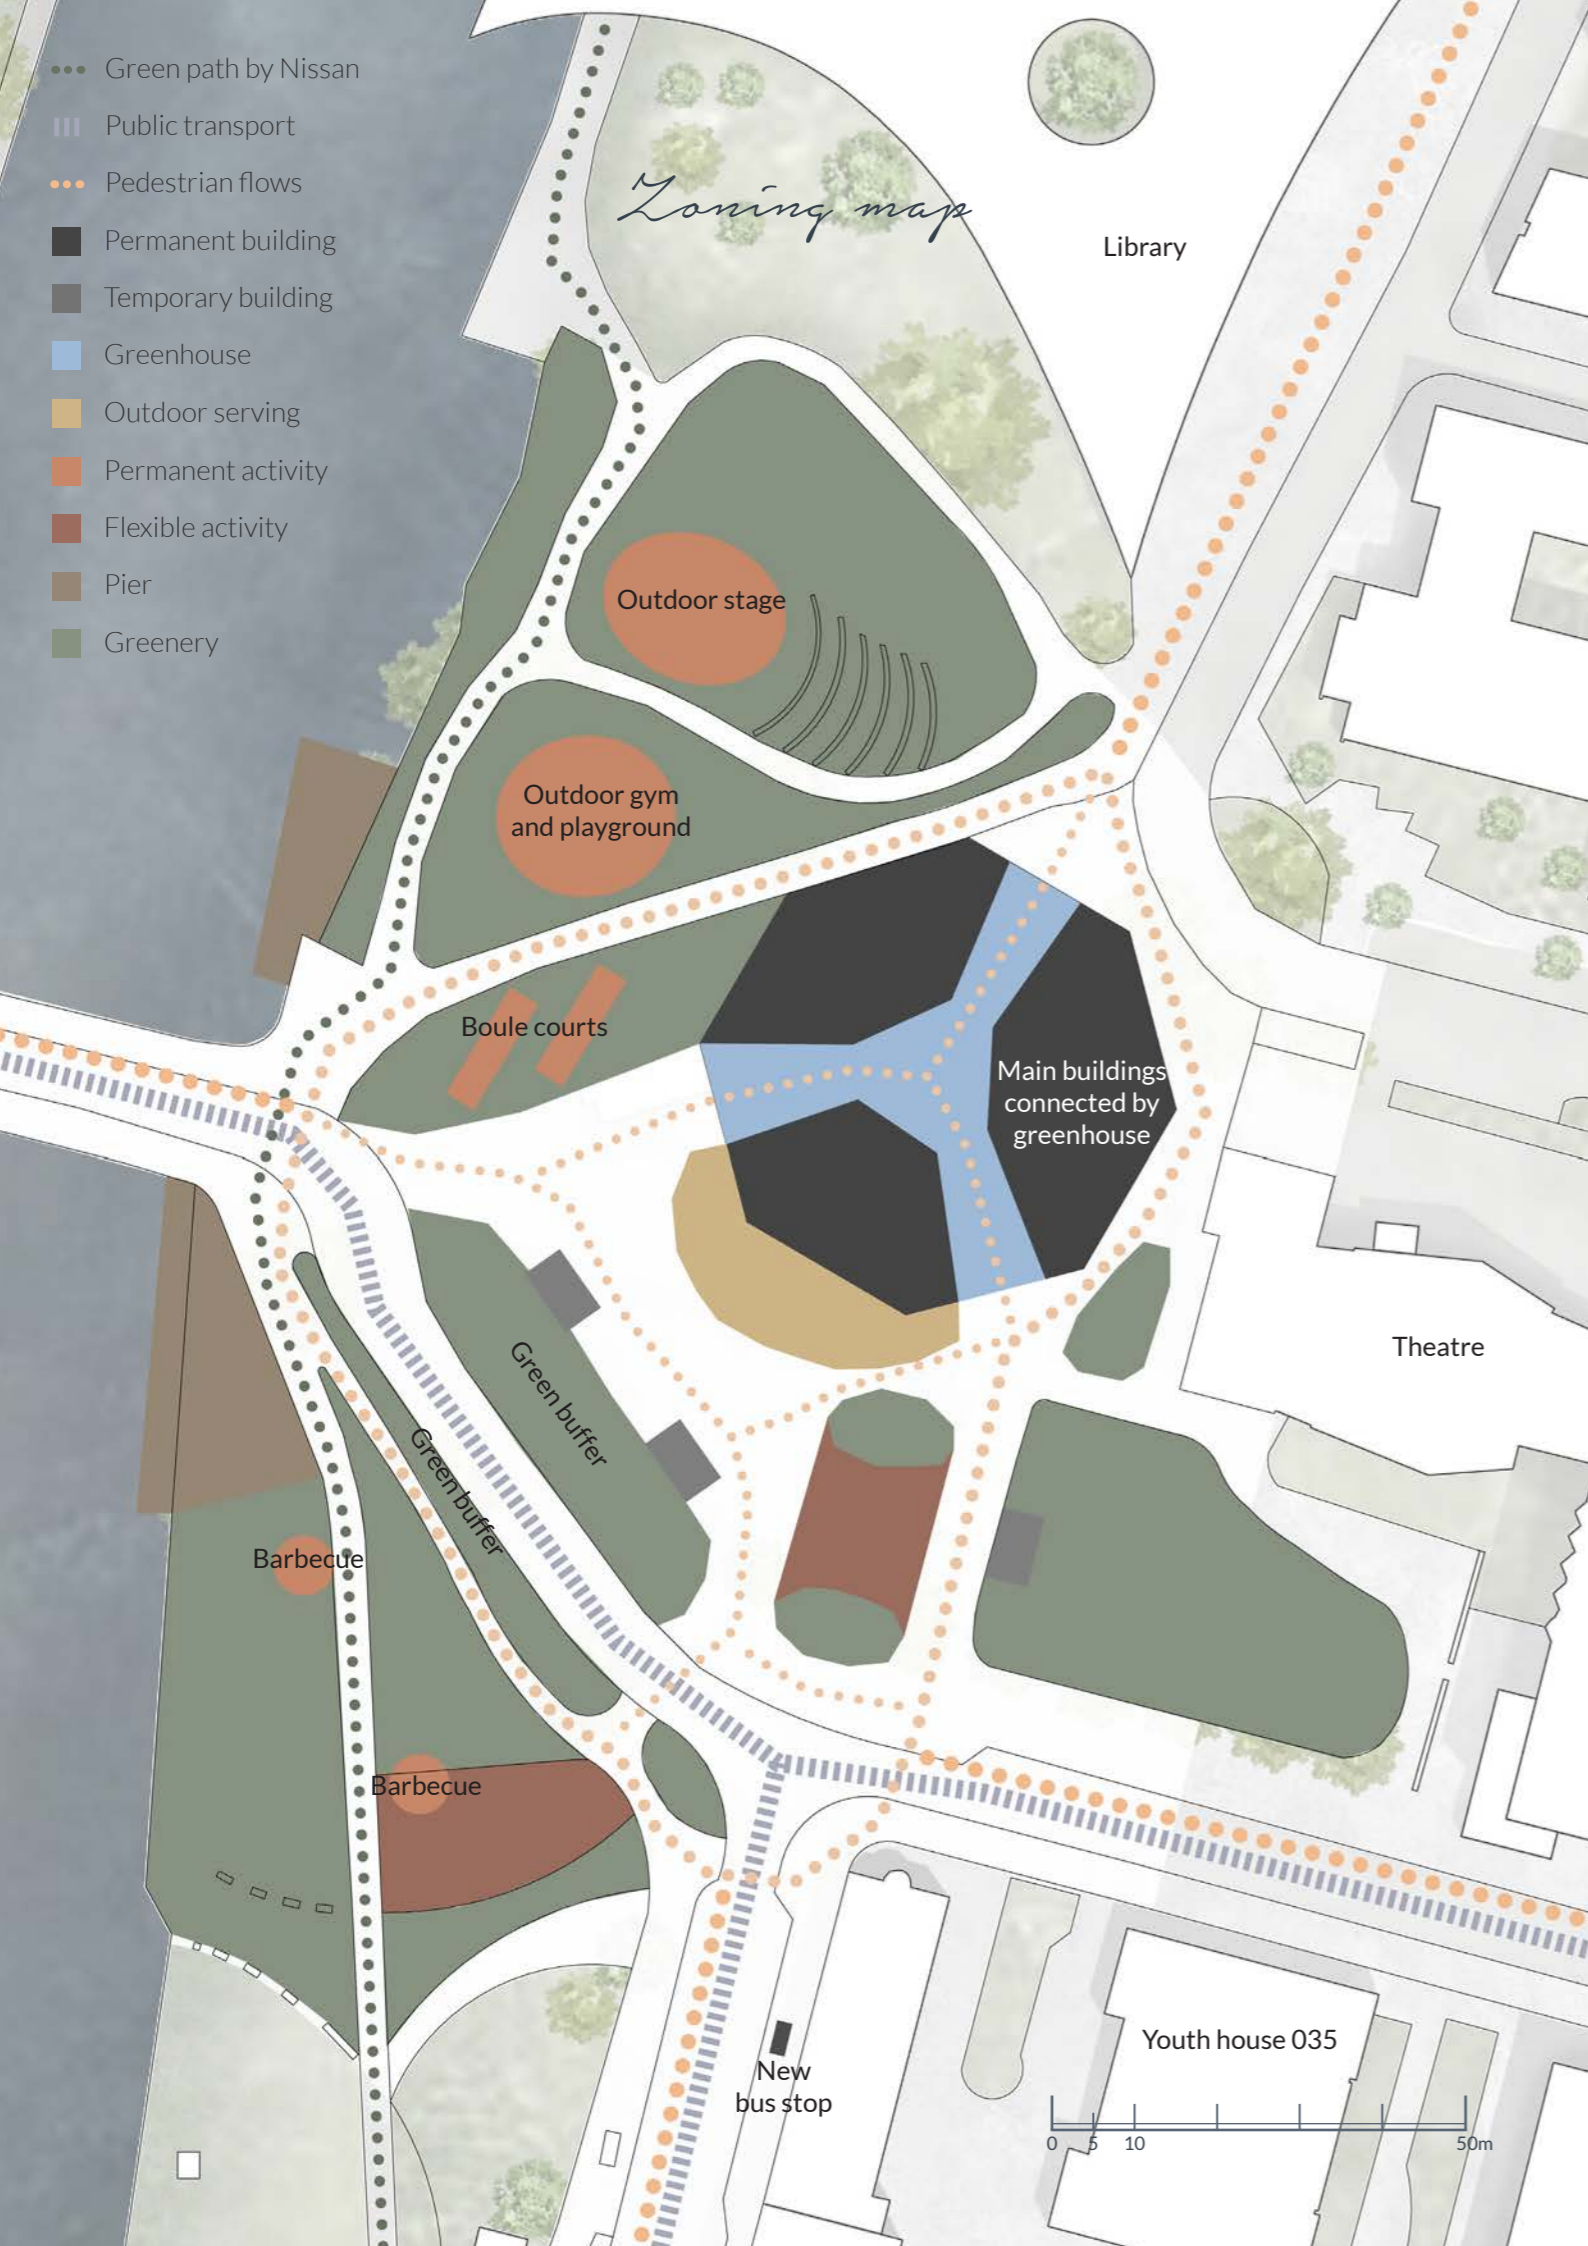 Green path by Nissan
Public transport
Pedestrian flows
Permanent building
Temporary building
Greenhouse
Outdoor serving
Permanent activity
Flexible activity
Pier
Greenery
Zoning map
Library
Outdoor stage
Outdoor gym
and playground
Boule courts
Main buildings
connected by
greenhouse
Theatre
Green buffer
Green buffer
Barbecue
Barbecue
New
bus stop
Youth house 035
0 5 10 50m